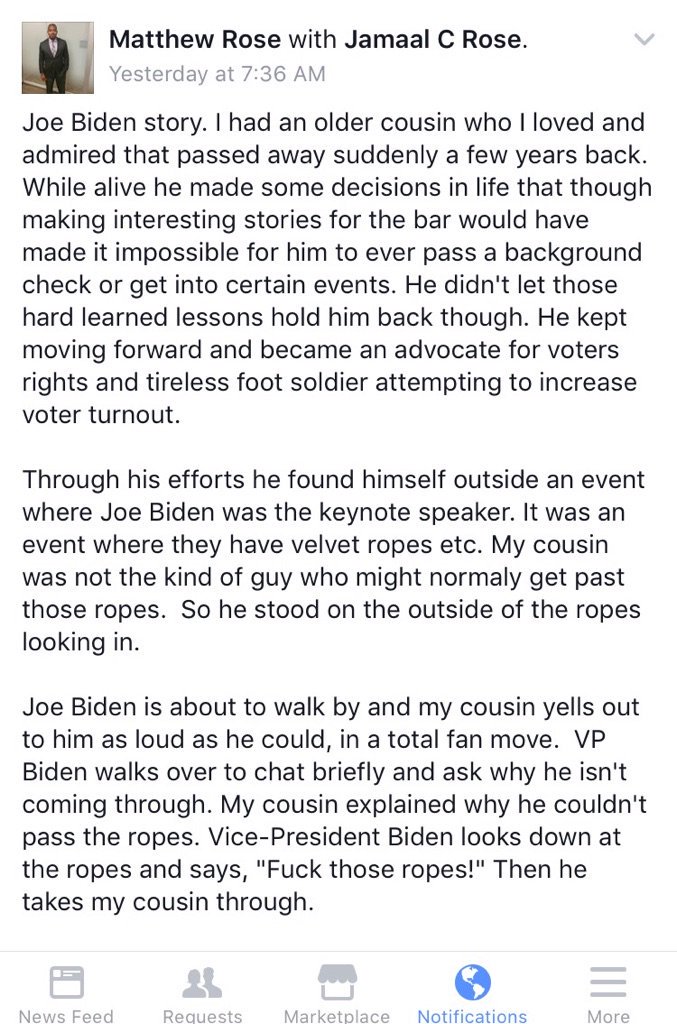 Matthew Rose with Jamaal C Rose.
Yesterday at 7:36 AM
Joe Biden story. I had an older cousin who I loved and
admired that passed away suddenly a few years back.
While alive he made some decisions in life that though
making interesting stories for the bar would have
made it impossible for him to ever pass a background
check or get into certain events. He didn't let those
hard learned lessons hold him back though. He kept
moving forward and became an advocate for voters
rights and tireless foot soldier attempting to increase
voter turnout.
Through his efforts he found himself outside an event
where Joe Biden was the keynote speaker. It was an
event where they have velvet ropes etc. My cousin
was not the kind of guy who might normaly get past
those ropes.  So he stood on the outside of the ropes
looking in.
Joe Biden is about to walk by and my cousin yells out
to him as loud as he could, in a total fan move.  VP
Biden walks over to chat briefly and ask why he isn't
coming through. My cousin explained why he couldn't
pass the ropes. Vice-President Biden looks down at
the ropes and says, "Fuck those ropes!" Then he
takes my cousin through.
News Feed Requests Marketplace Notifications More